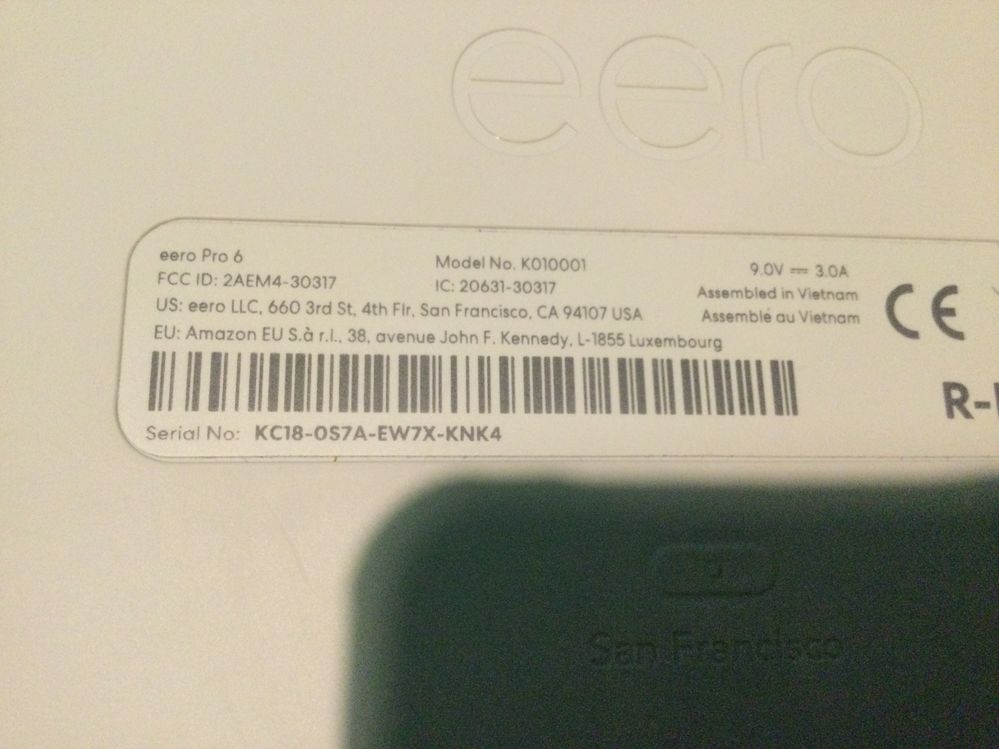 eero
eero Pro 6
FCC ID: 2AEM4-30317
Model No. K010001
IC: 20631-30317
US: eero LLC, 660 3rd St, 4th Flr, San Francisco, CA 94107 USA
EU: Amazon EU S.à r.l., 38, avenue John F. Kennedy, L-1855 Luxembourg
9.0V ⎓ 3.0A
Assembled in Vietnam
Assemblé au Vietnam
CE
Serial No: KC18-0S7A-EW7X-KNK4
San Francisco